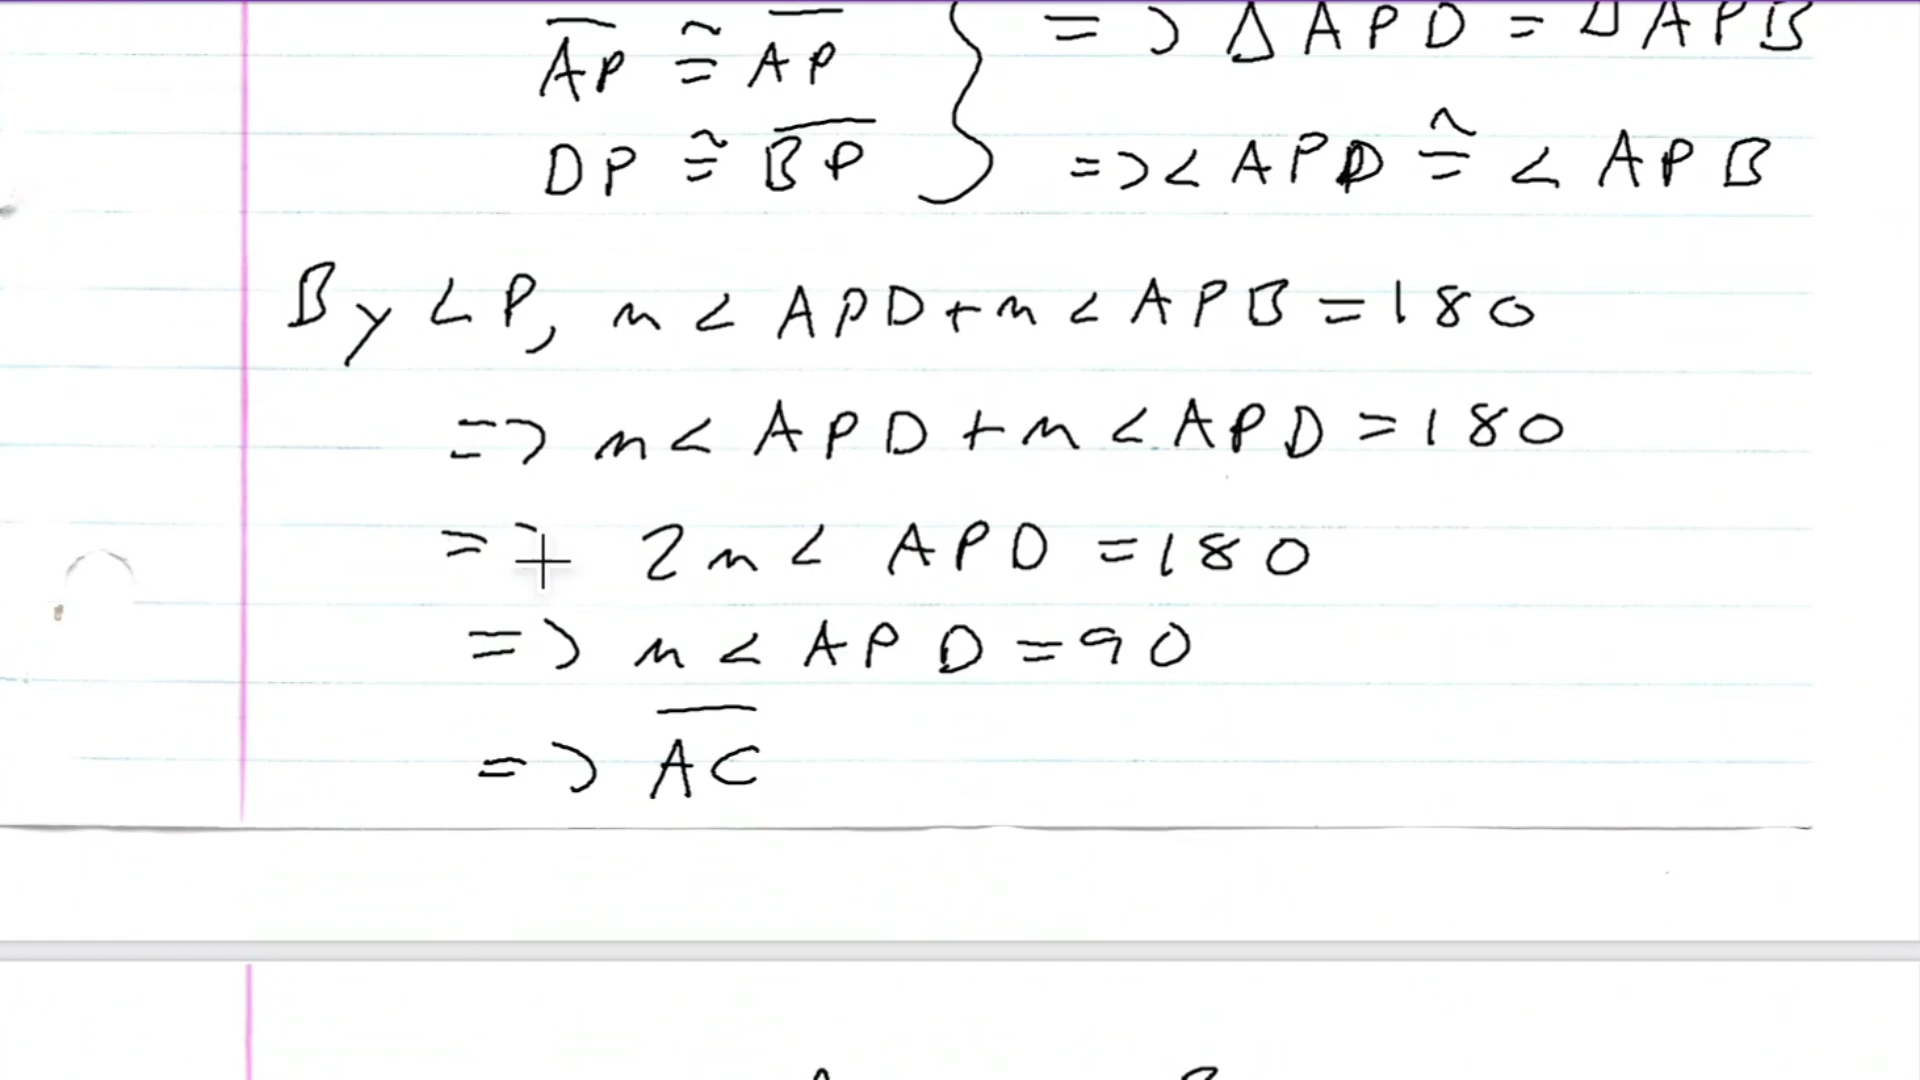 AP ≅ AP => Δ APD = Δ APB
DP ≅ BP => < APD ≅ < APB
By LP, m < APD + m < APB = 180
=> m < APD + m < APD = 180
=> 2m < APD = 180
=> m < APD = 90
=> AC